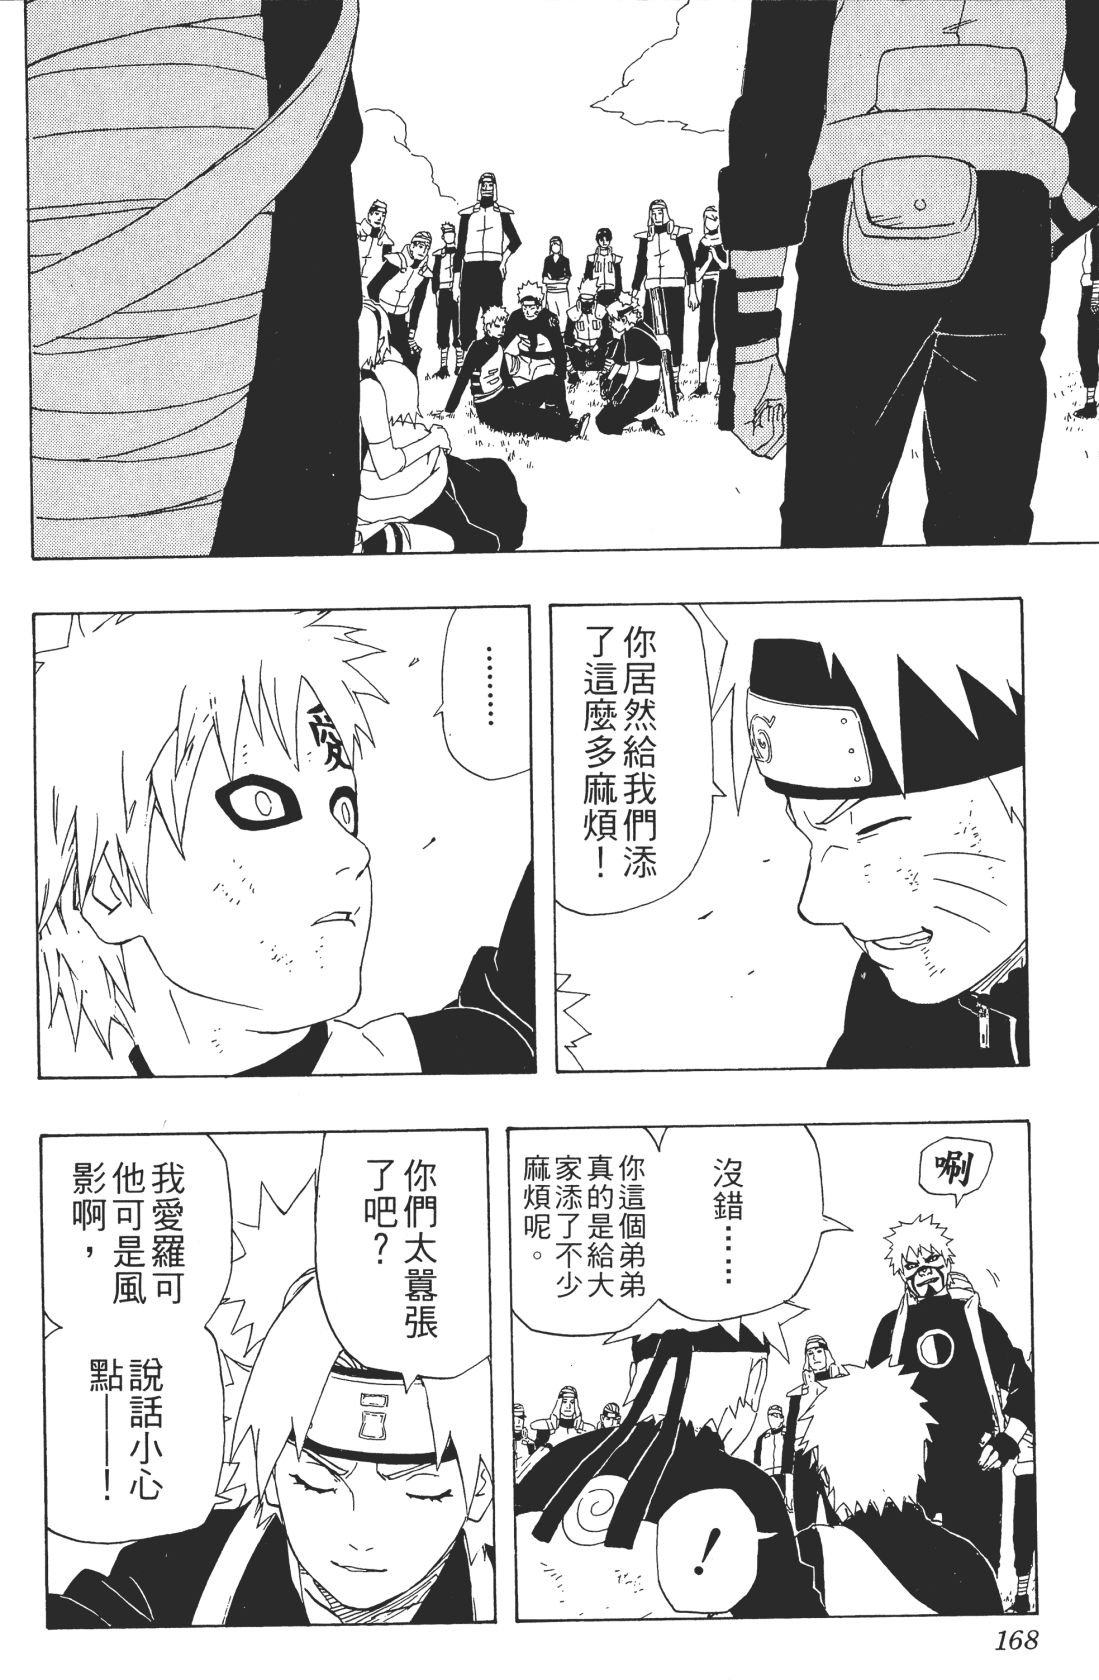 你居然給我們添
了這麼多麻煩！
………
愛
唰
沒錯……
你這個弟弟
真的是給大
家添了不少
麻煩呢。
！
你們太囂張
了吧？
我愛羅可
他可是風
影啊，
說話小心
點——！
168